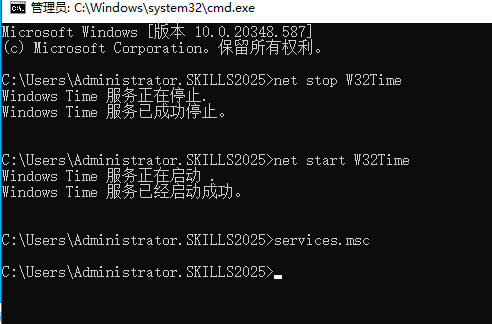 管理员: C:\Windows\system32\cmd.exe
Microsoft Windows [版本 10.0.20348.587]
(c) Microsoft Corporation。保留所有权利。
C:\Users\Administrator.SKILLS2025>net stop W32Time
Windows Time 服务正在停止.
Windows Time 服务已成功停止。
C:\Users\Administrator.SKILLS2025>net start W32Time
Windows Time 服务正在启动 .
Windows Time 服务已经启动成功。
C:\Users\Administrator.SKILLS2025>services.msc
C:\Users\Administrator.SKILLS2025>